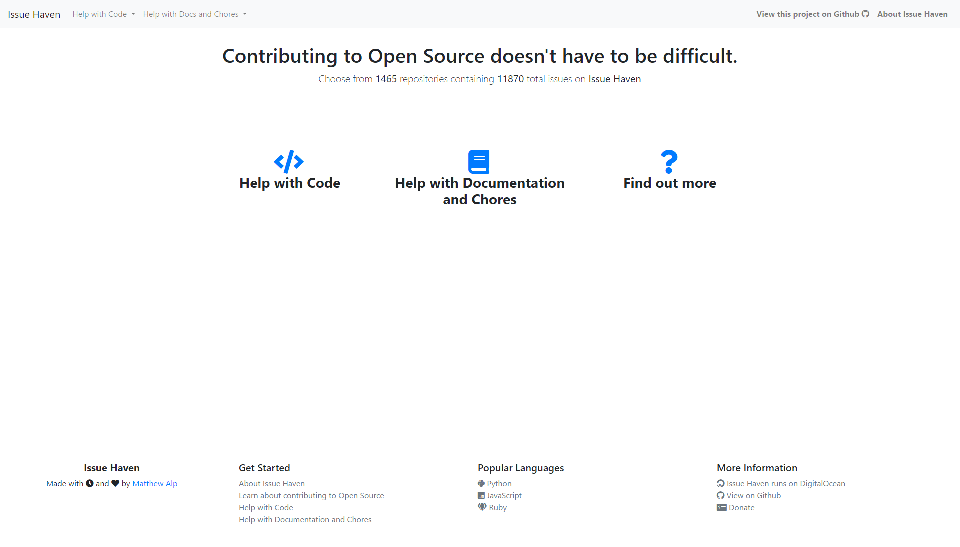 Issue Haven Help with Code Help with Docs and Chores View this project on Github About Issue Haven
Contributing to Open Source doesn't have to be difficult.
Choose from 1465 repositories containing 11870 total issues on Issue Haven
Help with Code
Help with Documentation
and Chores
Find out more
Issue Haven
Made with and by Matthew Alp
Get Started
About Issue Haven
Learn about contributing to Open Source
Help with Code
Help with Documentation and Chores
Popular Languages
Python
JavaScript
Ruby
More Information
Issue Haven runs on DigitalOcean
View on Github
Donate